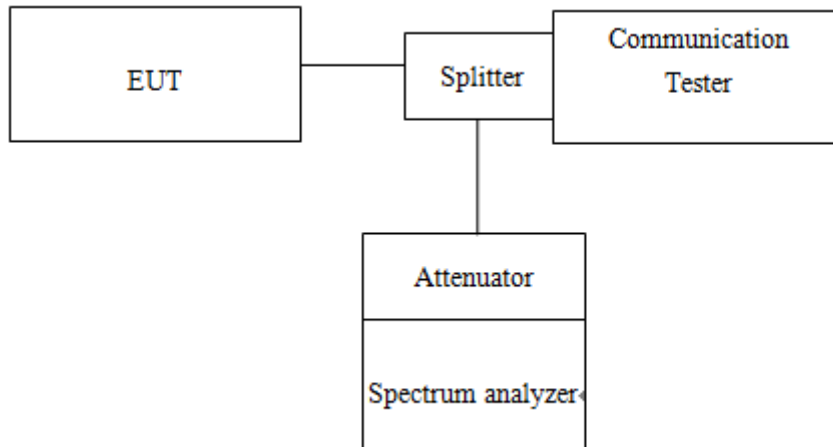 EUT
Splitter
Communication
Tester
Attenuator
Spectrum analyzer